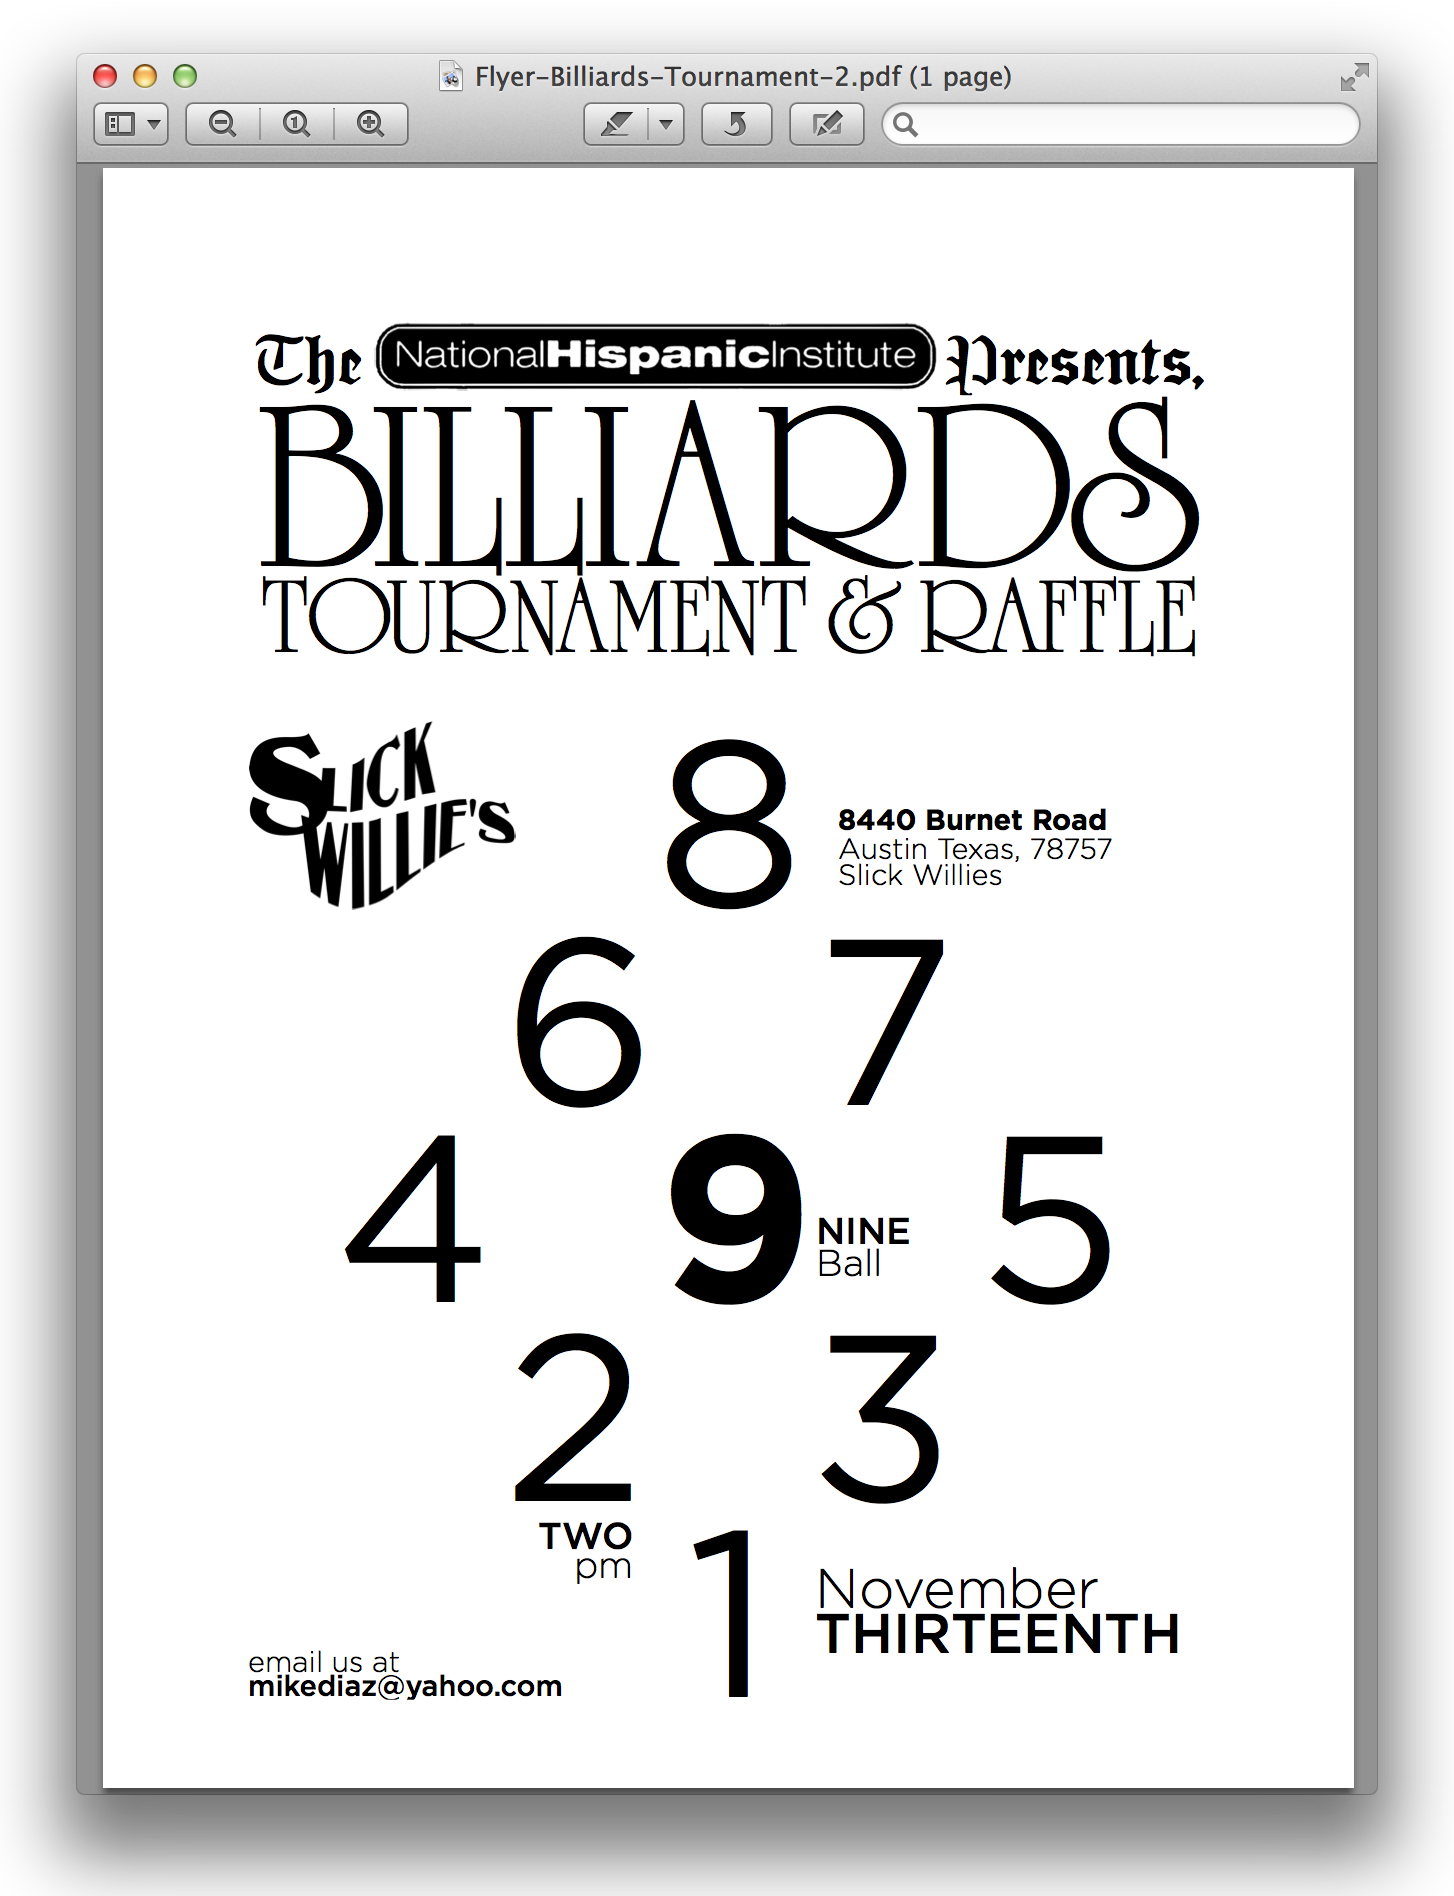 Flyer-Billiards-Tournament-2.pdf (1 page)
The NationalHispanicInstitute Presents,
BILLIARDS
TOURNAMENT & RAFFLE
SLICK
WILLIE'S
8
8440 Burnet Road
Austin Texas, 78757
Slick Willies
6 7
4 9 5
NINE
Ball
2 3
TWO
pm
1
November
THIRTEENTH
email us at
mikediaz@yahoo.com